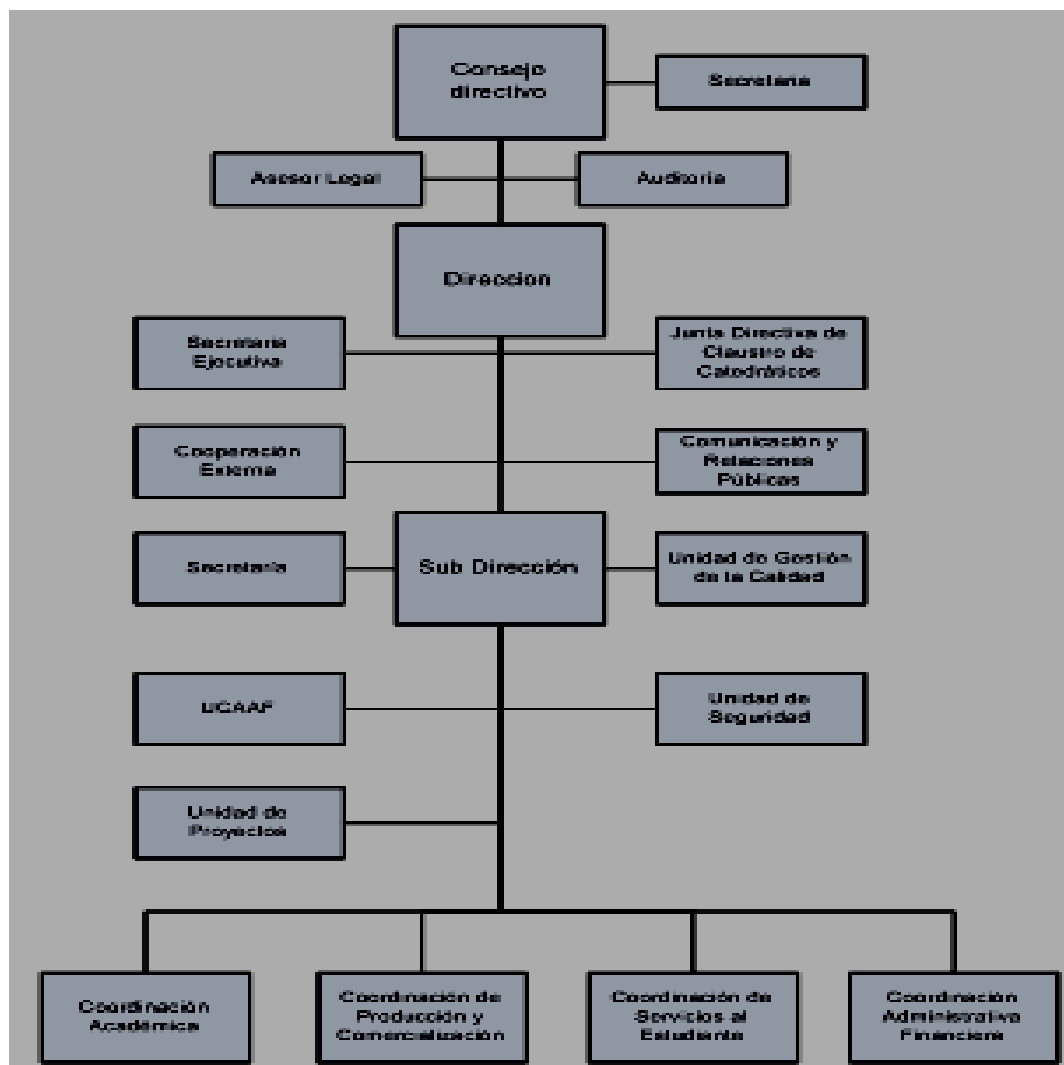 Consejo
directivo
Secretaria
Asesor Legal
Auditoria
Direccion
Secretaria
Ejecutiva
Junta Directiva de
Claustro de
Catedráticos
Cooperación
Externa
Comunicación y
Relaciones
Públicas
Secretaría
Sub Dirección
Unidad de Gestión
de la Calidad
Unidad de
Seguridad
Unidad de
Proyectos
Coordinación
Académica
Coordinación de
Producción y
Comercialización
Coordinación de
Servicios al
Estudiante
Coordinación
Administrativa
Financiera